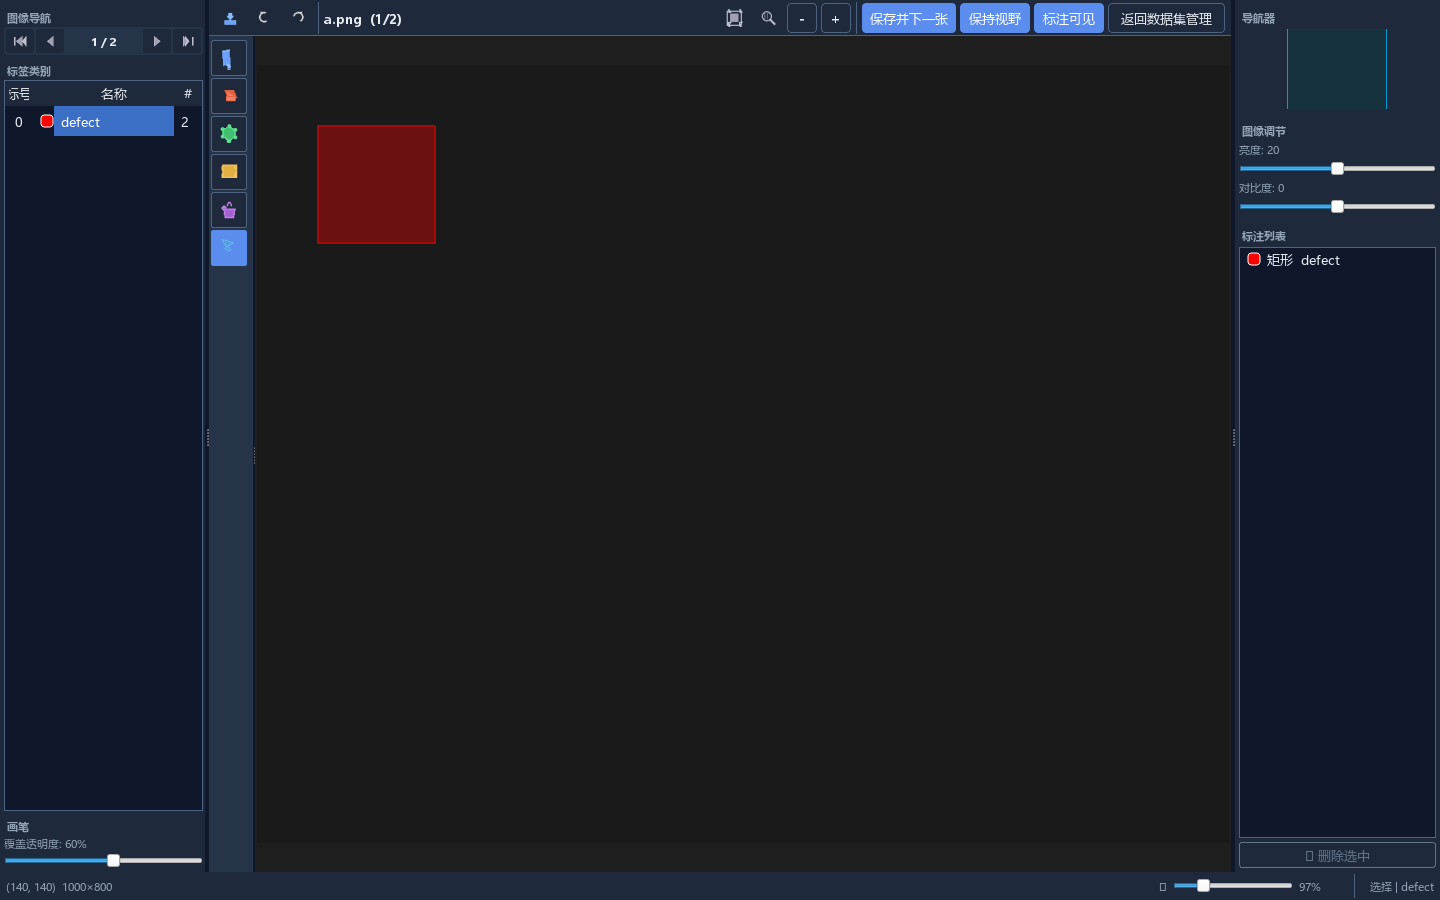 图像导航
1 / 2
标签类别
名称 #
0 defect 2
画笔
覆盖透明度: 60%
a.png (1/2)
-
+
保存并下一张
保持视野
标注可见
返回数据集管理
导航器
图像调节
亮度: 20
对比度: 0
标注列表
矩形 defect
删除选中
(140, 140) 1000×800
97%
选择 | defect